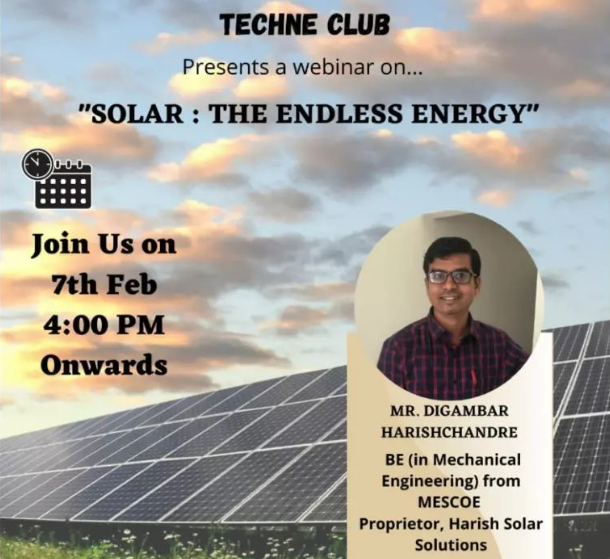 TECHNE CLUB
Presents a webinar on...
"SOLAR : THE ENDLESS ENERGY"
Join Us on
7th Feb
4:00 PM
Onwards
MR. DIGAMBAR
HARISHCHANDRE
BE (in Mechanical
Engineering) from
MESCOE
Proprietor, Harish Solar
Solutions